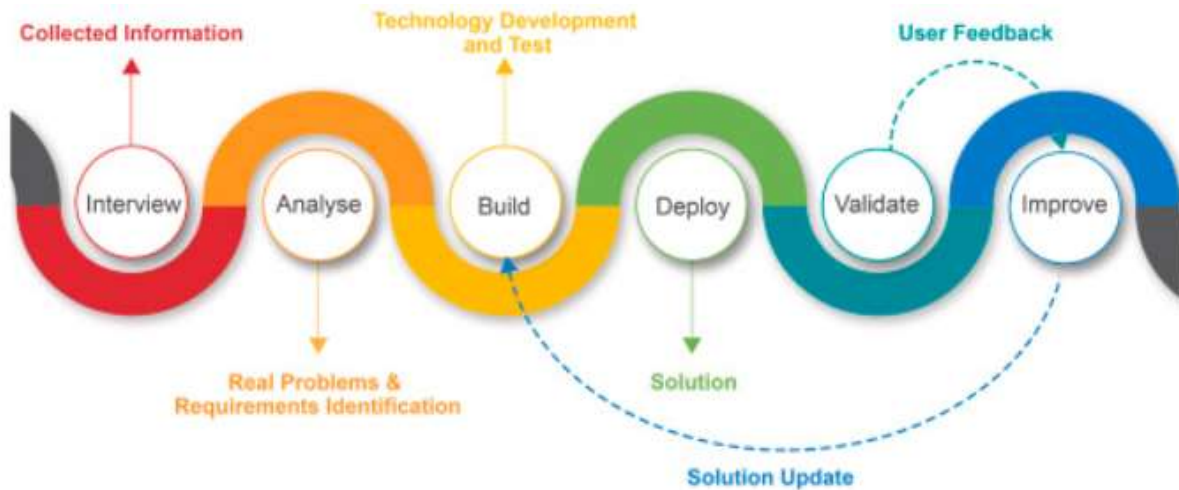 Collected Information
Technology Development
and Test
User Feedback
Interview
Analyse
Build
Deploy
Validate
Improve
Real Problems &
Requirements Identification
Solution
Solution Update